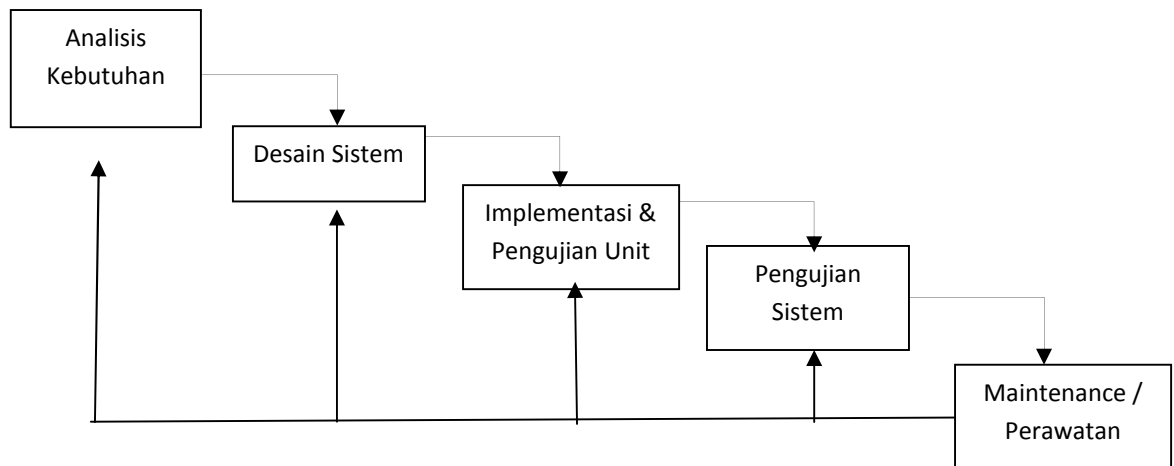 Analisis
Kebutuhan
Desain Sistem
Implementasi &
Pengujian Unit
Pengujian
Sistem
Maintenance /
Perawatan